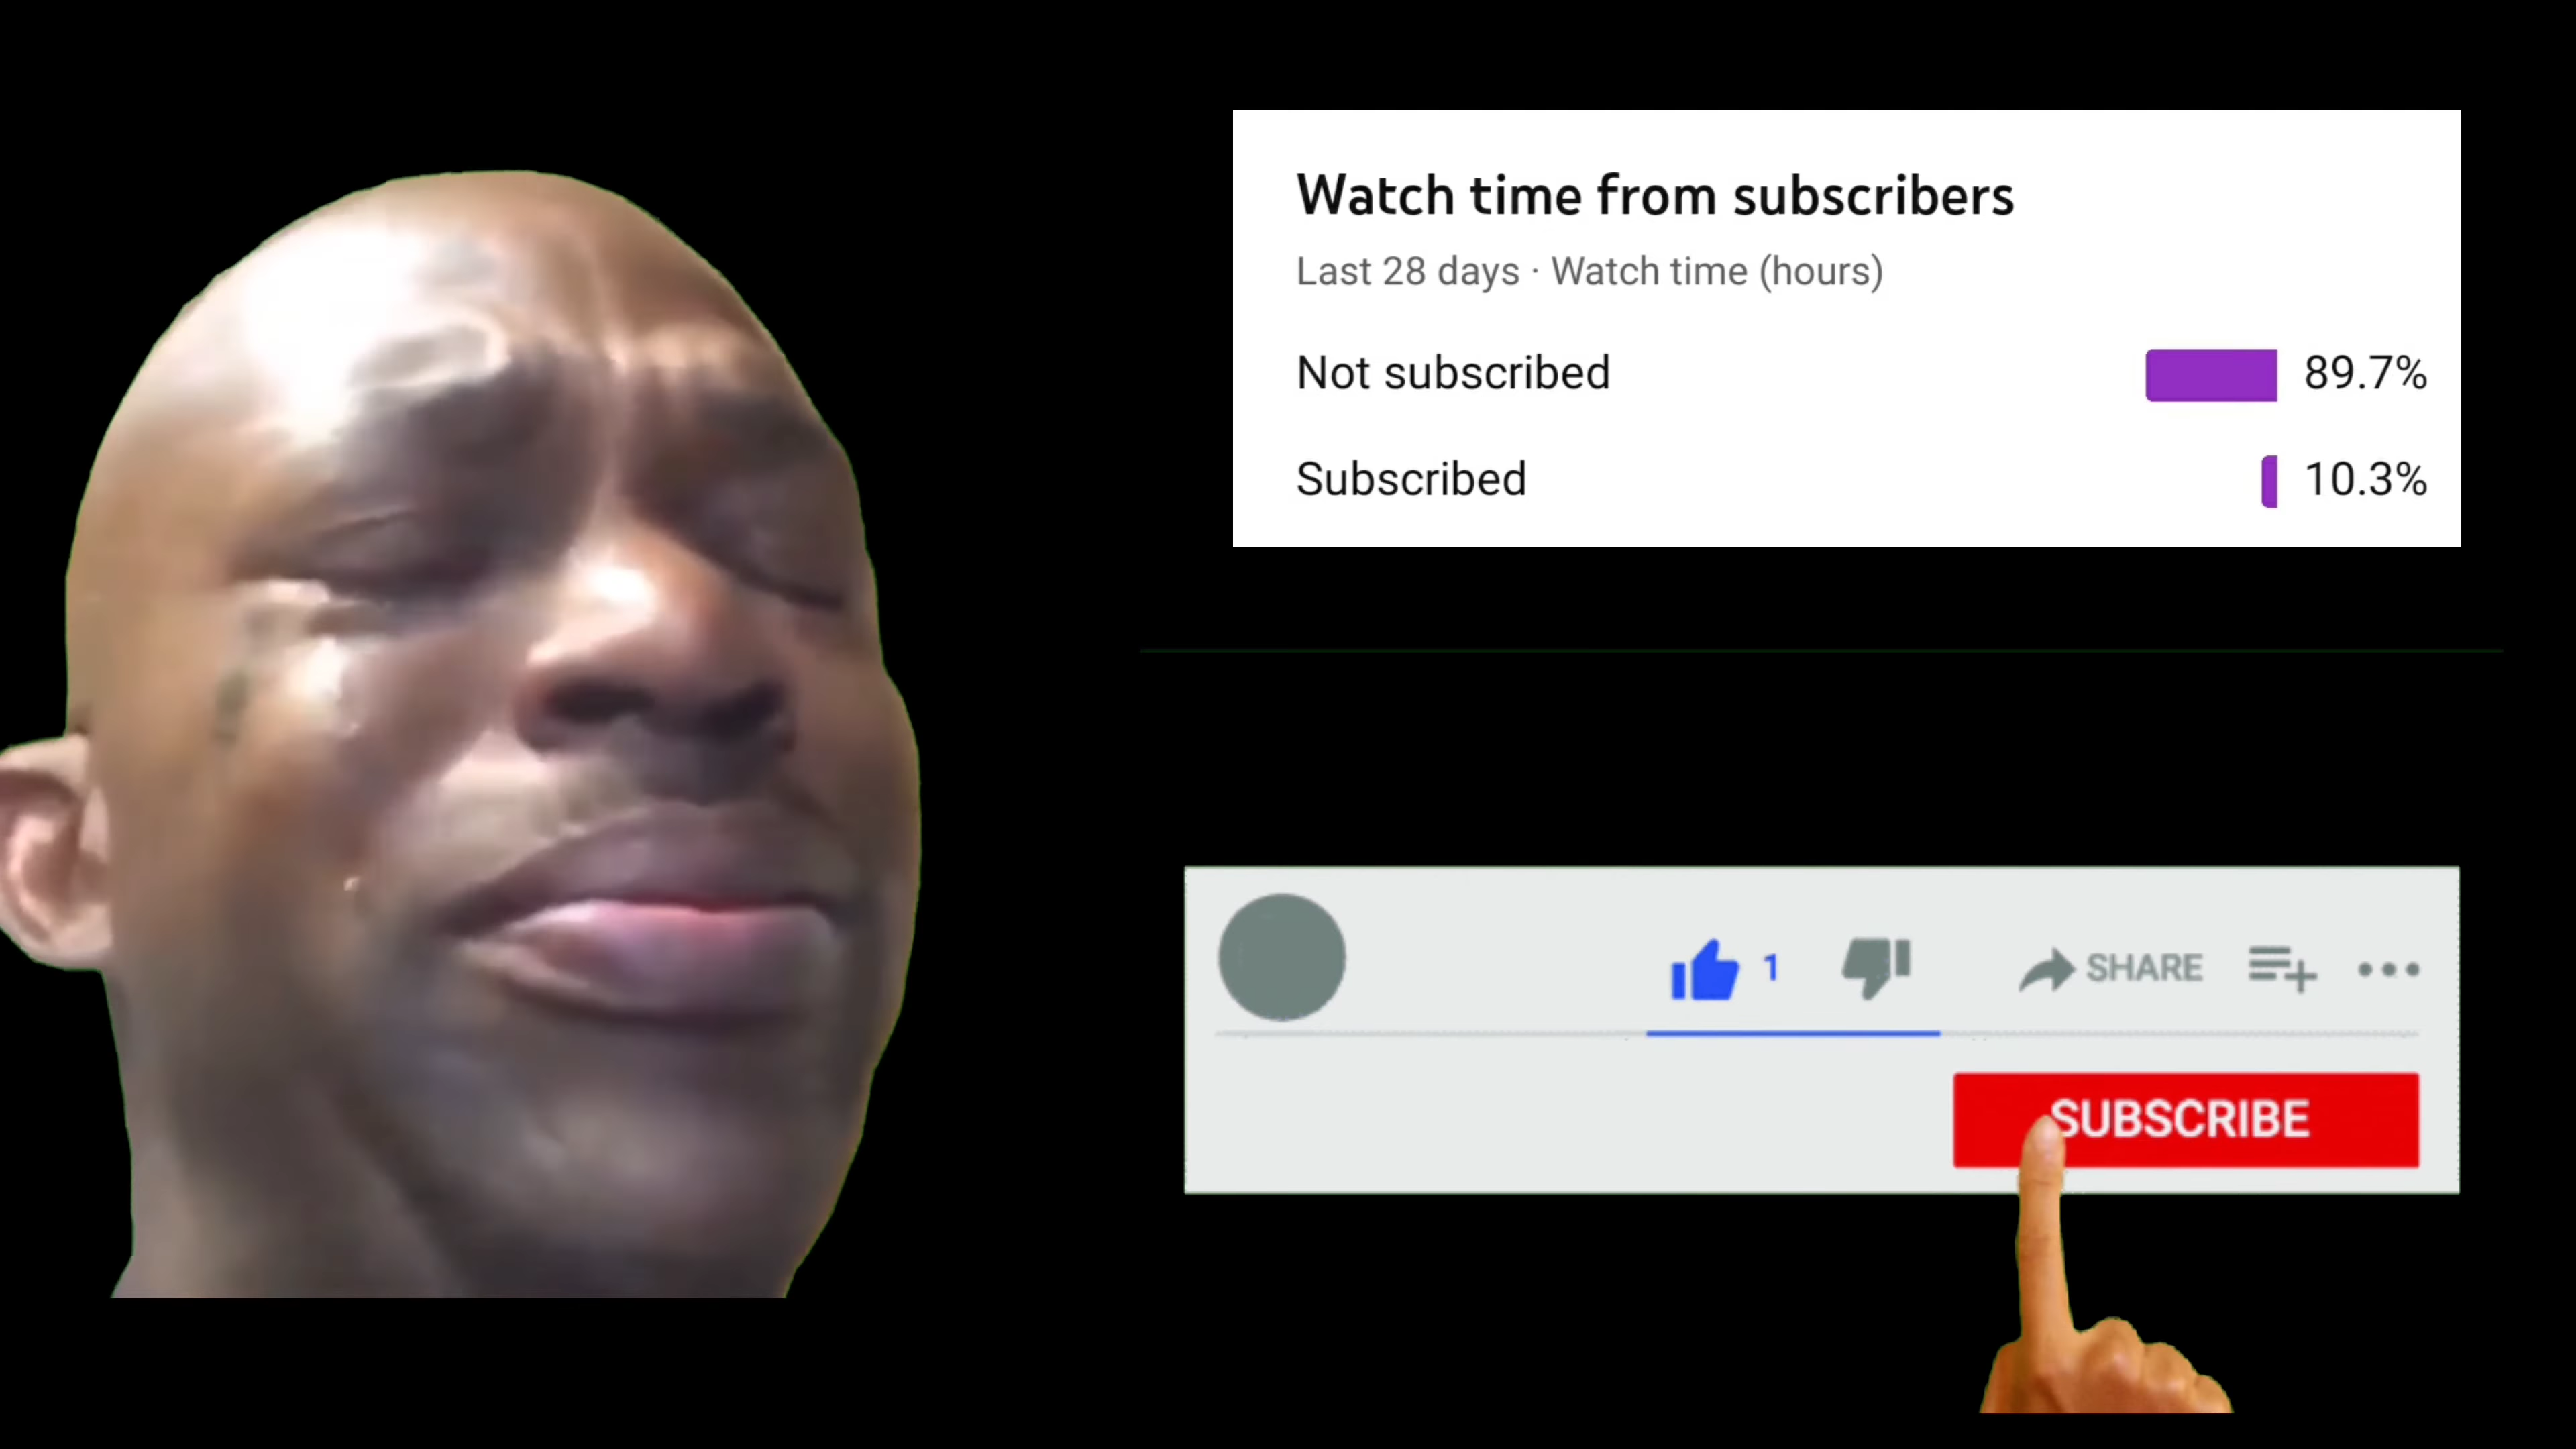 Watch time from subscribers
Last 28 days · Watch time (hours)
Not subscribed 89.7%
Subscribed 10.3%
1 SHARE
SUBSCRIBE